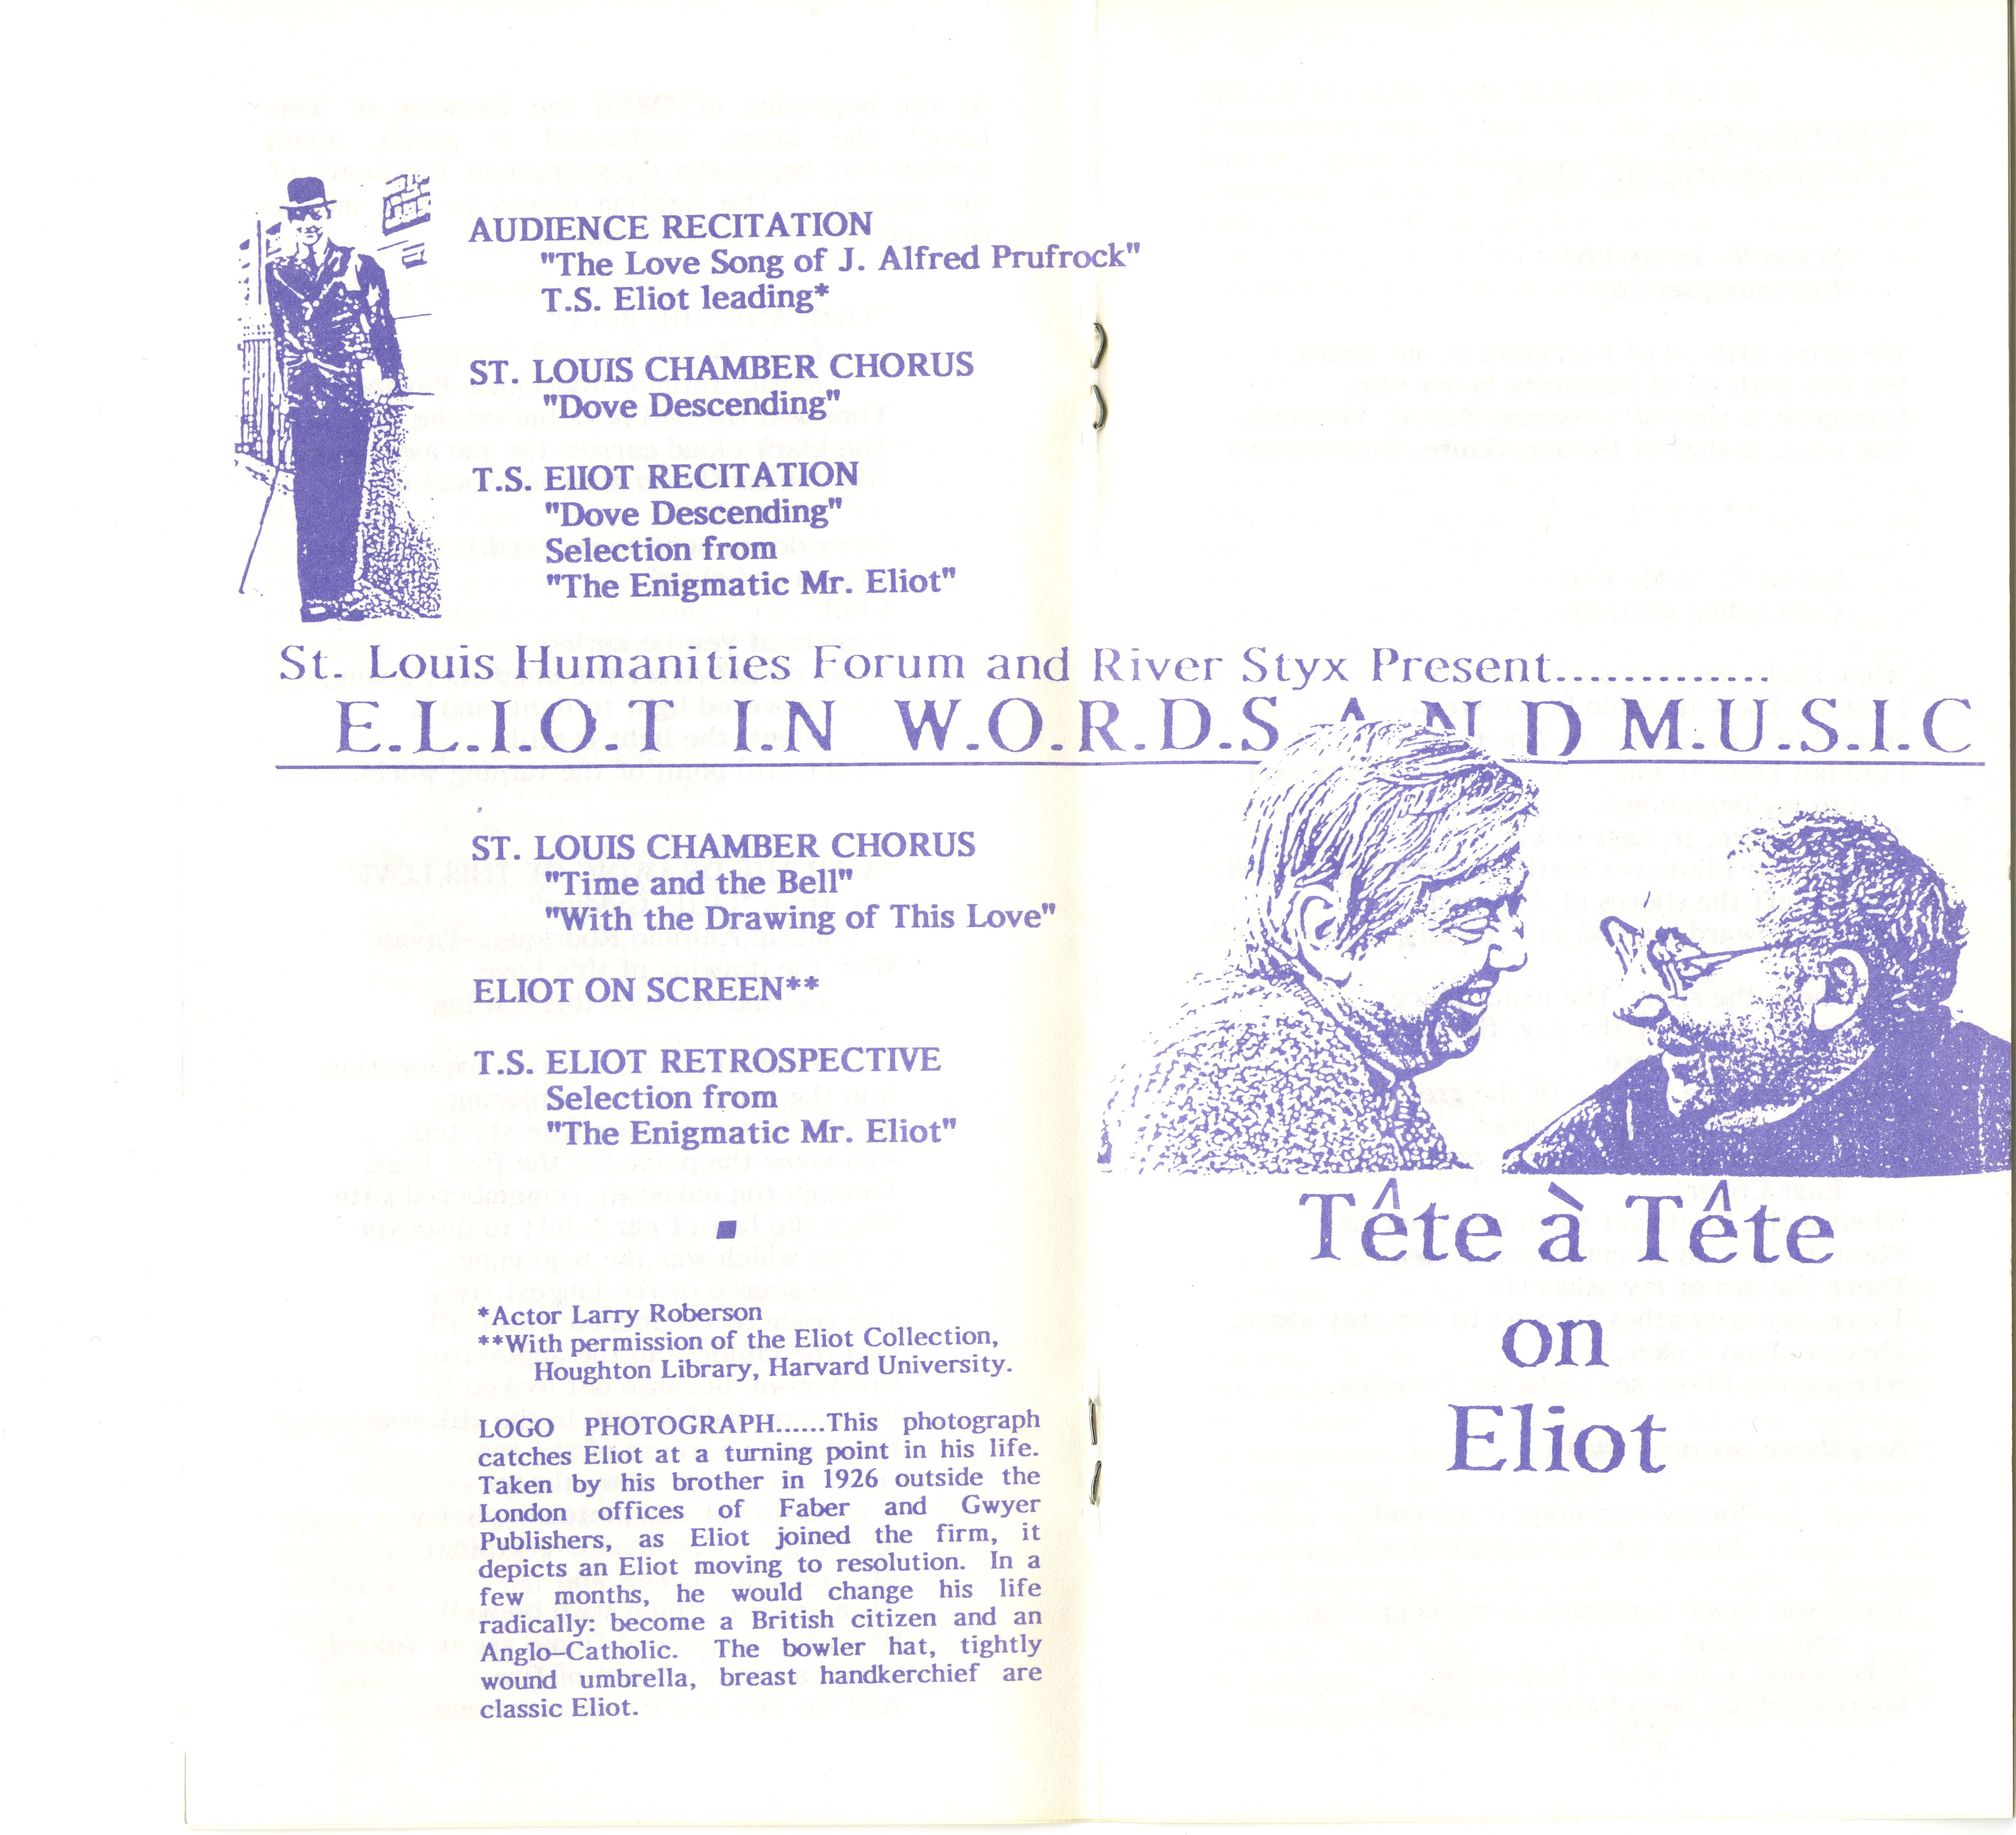 AUDIENCE RECITATION
"The Love Song of J. Alfred Prufrock"
T.S. Eliot leading*
ST. LOUIS CHAMBER CHORUS
"Dove Descending"
T.S. ElIOT RECITATION
"Dove Descending"
Selection from
"The Enigmatic Mr. Eliot"
St. Louis Humanities Forum and River Styx Present..............
E.L.I.O.T I.N W.O.R.D.S A.N.D M.U.S.I.C
ST. LOUIS CHAMBER CHORUS
"Time and the Bell"
"With the Drawing of This Love"
ELIOT ON SCREEN**
T.S. ELIOT RETROSPECTIVE
Selection from
"The Enigmatic Mr. Eliot"
*Actor Larry Roberson
**With permission of the Eliot Collection,
Houghton Library, Harvard University.
LOGO PHOTOGRAPH......This photograph
catches Eliot at a turning point in his life.
Taken by his brother in 1926 outside the
London offices of Faber and Gwyer
Publishers, as Eliot joined the firm, it
depicts an Eliot moving to resolution. In a
few months, he would change his life
radically: become a British citizen and an
Anglo-Catholic. The bowler hat, tightly
wound umbrella, breast handkerchief are
classic Eliot.
Tête à Tête
on
Eliot